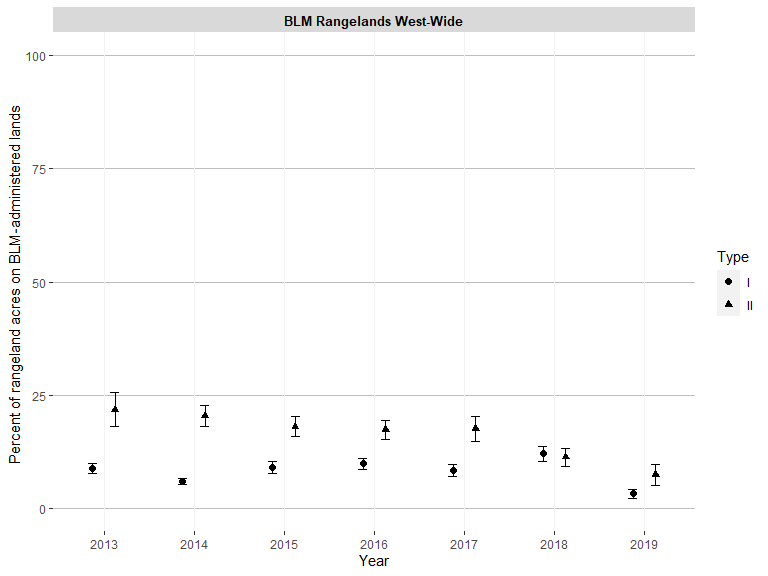 BLM Rangelands West-Wide
Percent of rangeland acres on BLM-administered lands
100
75
50
25
0
2013 2014 2015 2016 2017 2018 2019
Year
Type
I
II